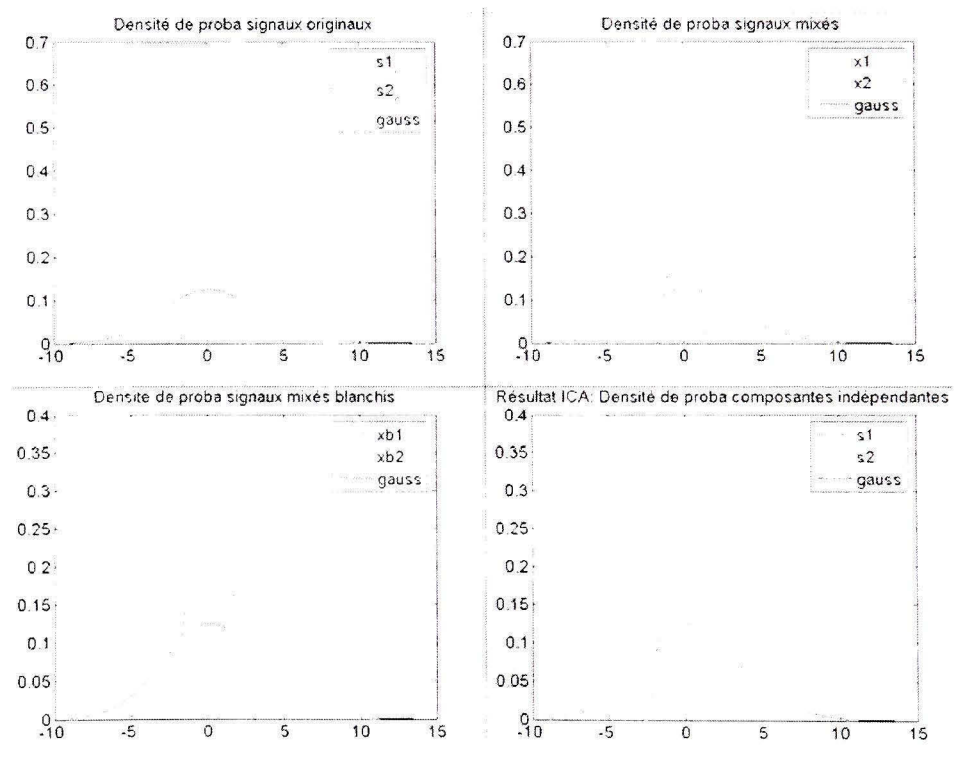 Densité de proba signaux originaux
0.7
0.6
0.5
0.4
0.3
0.2
0.1
0
-10 -5 0 5 10 15
s1
s2
gauss
Densité de proba signaux mixés
0.7
0.6
0.5
0.4
0.3
0.2
0.1
0
-10 -5 0 5 10 15
x1
x2
gauss
Densite de proba signaux mixés blanchis
0.4
0.35
0.3
0.25
0.2
0.15
0.1
0.05
0
-10 -5 0 5 10 15
xb1
xb2
gauss
Résultat ICA: Densité de proba composantes indépendantes
0.4
0.35
0.3
0.25
0.2
0.15
0.1
0.05
0
-10 -5 0 5 10 15
s1
s2
gauss